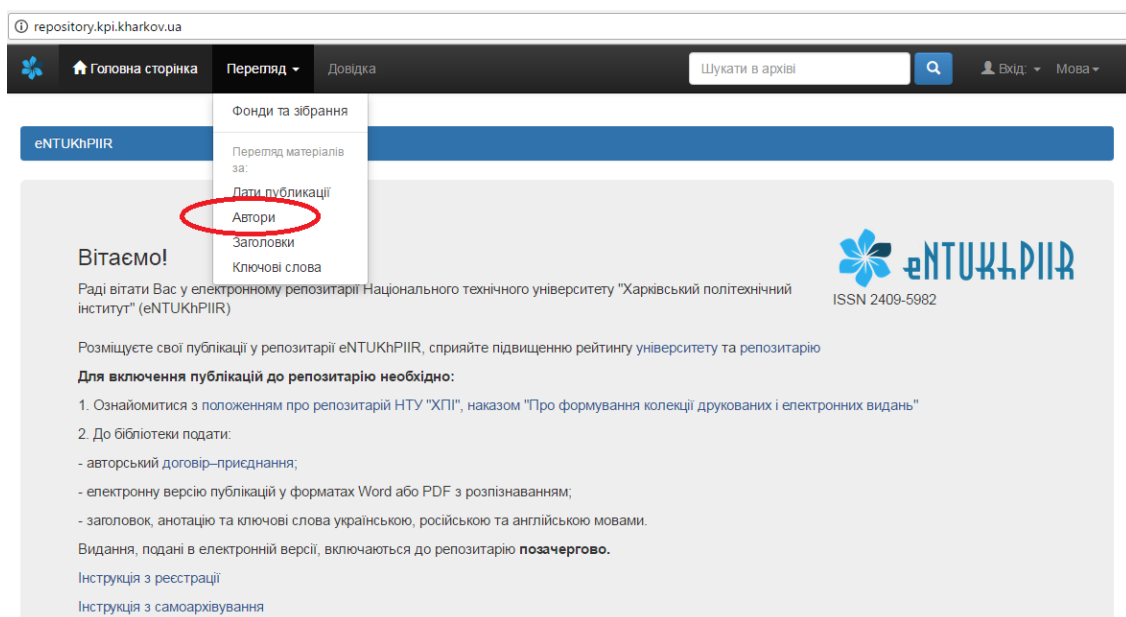 repository.kpi.kharkov.ua
Головна сторінка Перегляд Довідка Шукати в архіві Вхід: Мова
Фонди та зібрання
eNTUKhPIIR
Перегляд матеріалів
за:
Дати публикації
Автори
Заголовки
Ключові слова
Вітаємо!
eNTUKhPIIR
ISSN 2409-5982
Раді вітати Вас у електронному репозитарії Національного технічного університету "Харківський політехнічний
інститут" (eNTUKhPIIR)
Розміщуєте свої публікації у репозитарії eNTUKhPIIR, сприяйте підвищенню рейтингу університету та репозитарію
Для включення публікацій до репозитарію необхідно:
1. Ознайомитися з положенням про репозитарій НТУ "ХПІ", наказом "Про формування колекції друкованих і електронних видань"
2. До бібліотеки подати:
- авторський договір–приєднання;
- електронну версію публікацій у форматах Word або PDF з розпізнаванням;
- заголовок, анотацію та ключові слова українською, російською та англійською мовами.
Видання, подані в електронній версії, включаються до репозитарію позачергово.
Інструкція з реєстрації
Інструкція з самоархівування